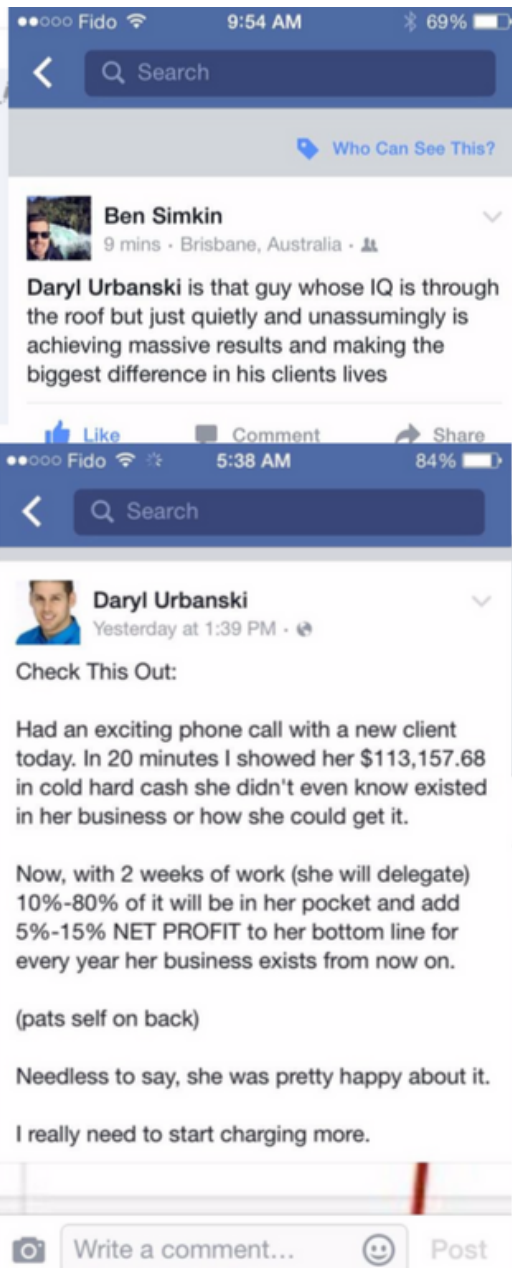 Fido 9:54 AM 69%
Search
Who Can See This?
Ben Simkin
9 mins · Brisbane, Australia ·
Daryl Urbanski is that guy whose IQ is through
the roof but just quietly and unassumingly is
achieving massive results and making the
biggest difference in his clients lives
Like Comment Share
Fido 5:38 AM 84%
Search
Daryl Urbanski
Yesterday at 1:39 PM ·
Check This Out:
Had an exciting phone call with a new client
today. In 20 minutes I showed her $113,157.68
in cold hard cash she didn't even know existed
in her business or how she could get it.
Now, with 2 weeks of work (she will delegate)
10%-80% of it will be in her pocket and add
5%-15% NET PROFIT to her bottom line for
every year her business exists from now on.
(pats self on back)
Needless to say, she was pretty happy about it.
I really need to start charging more.
Write a comment... Post